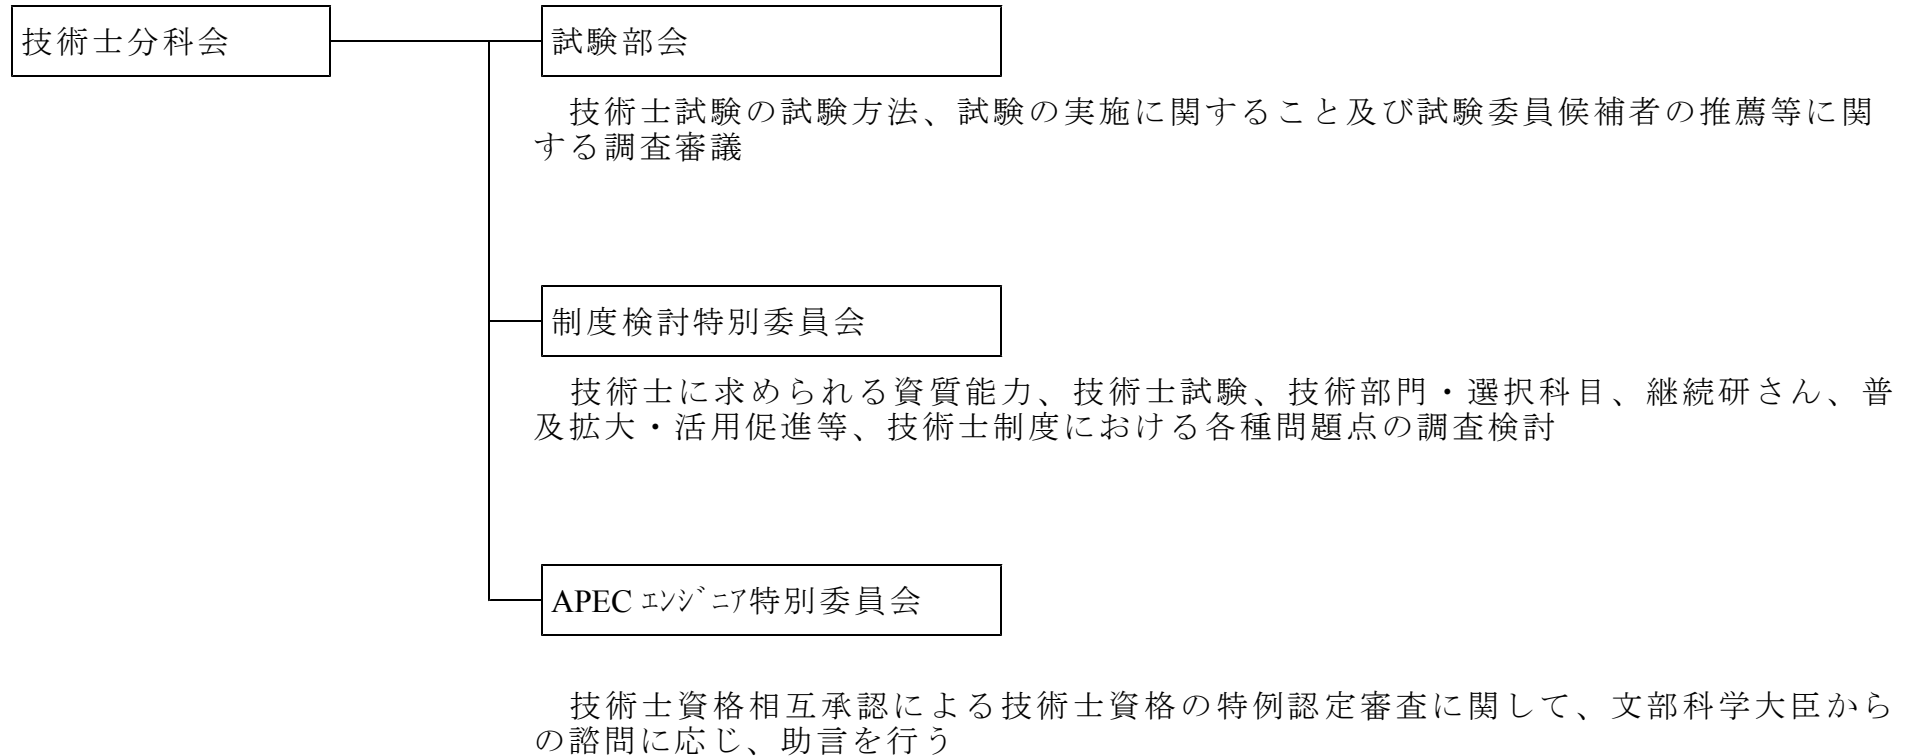 技術士分科会
試験部会
技術士試験の試験方法、試験の実施に関すること及び試験委員候補者の推薦等に関
する調査審議
制度検討特別委員会
技術士に求められる資質能力、技術士試験、技術部門・選択科目、継続研さん、普
及拡大・活用促進等、技術士制度における各種問題点の調査検討
APECｴﾝｼﾞﾆｱ特別委員会
技術士資格相互承認による技術士資格の特例認定審査に関して、文部科学大臣から
の諮問に応じ、助言を行う